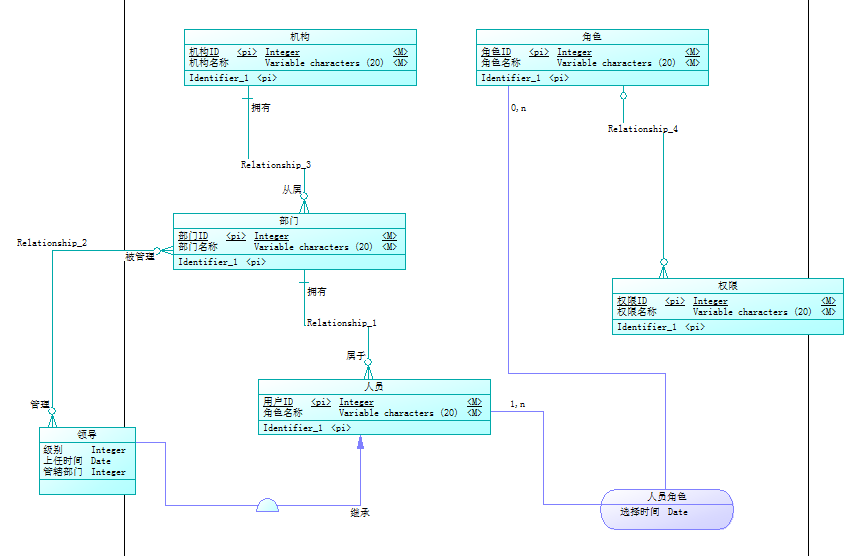 机构
机构ID <pi> Integer <M>
机构名称 Variable characters (20) <M>
Identifier_1 <pi>
角色
角色ID <pi> Integer <M>
角色名称 Variable characters (20) <M>
Identifier_1 <pi>
拥有
0,n
Relationship_4
Relationship_3
从属
部门
部门ID <pi> Integer <M>
部门名称 Variable characters (20) <M>
Identifier_1 <pi>
Relationship_2
被管理
拥有
权限
权限ID <pi> Integer <M>
权限名称 Variable characters (20) <M>
Identifier_1 <pi>
Relationship_1
属于
人员
用户ID <pi> Integer <M>
角色名称 Variable characters (20) <M>
Identifier_1 <pi>
1,n
管理
领导
级别 Integer
上任时间 Date
管辖部门 Integer
继承
人员角色
选择时间 Date